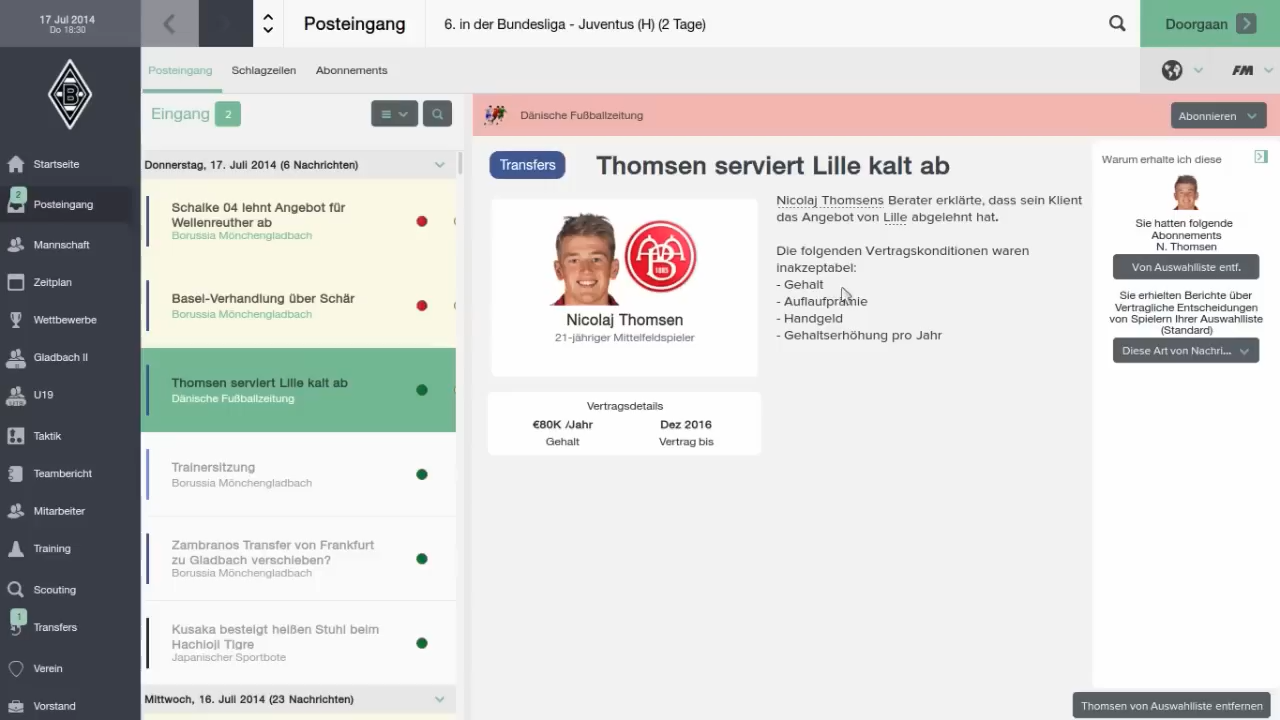 17 Jul 2014
Do 18:30
Posteingang
6. in der Bundesliga - Juventus (H) (2 Tage)
Doorgaan
Posteingang
Schlagzeilen
Abonnements
FM
Eingang 2
Dänische Fußballzeitung
Abonnieren
Startseite
2
Posteingang
Mannschaft
Zeitplan
Wettbewerbe
Gladbach II
U19
Taktik
Teambericht
Mitarbeiter
Training
Scouting
1
Transfers
Verein
Vorstand
Donnerstag, 17. Juli 2014 (6 Nachrichten)
Schalke 04 lehnt Angebot für
Wellenreuther ab
Borussia Mönchengladbach
Basel-Verhandlung über Schär
Borussia Mönchengladbach
Thomsen serviert Lille kalt ab
Dänische Fußballzeitung
Trainersitzung
Borussia Mönchengladbach
Zambranos Transfer von Frankfurt
zu Gladbach verschieben?
Borussia Mönchengladbach
Kusaka besteigt heißen Stuhl beim
Hachioji Tigre
Japanischer Sportbote
Mittwoch, 16. Juli 2014 (23 Nachrichten)
Transfers
Thomsen serviert Lille kalt ab
Nicolaj Thomsen
21-jähriger Mittelfeldspieler
Vertragsdetails
€80K /Jahr
Dez 2016
Gehalt
Vertrag bis
Nicolaj Thomsens Berater erklärte, dass sein Klient
das Angebot von Lille abgelehnt hat.
Die folgenden Vertragskonditionen waren
inakzeptabel:
- Gehalt
- Auflaufprämie
- Handgeld
- Gehaltserhöhung pro Jahr
Warum erhalte ich diese
Sie hatten folgende
Abonnements
N. Thomsen
Von Auswahlliste entf.
Sie erhielten Berichte über
Vertragliche Entscheidungen
von Spielern Ihrer Auswahlliste
(Standard)
Diese Art von Nachri...
Thomsen von Auswahlliste entfernen